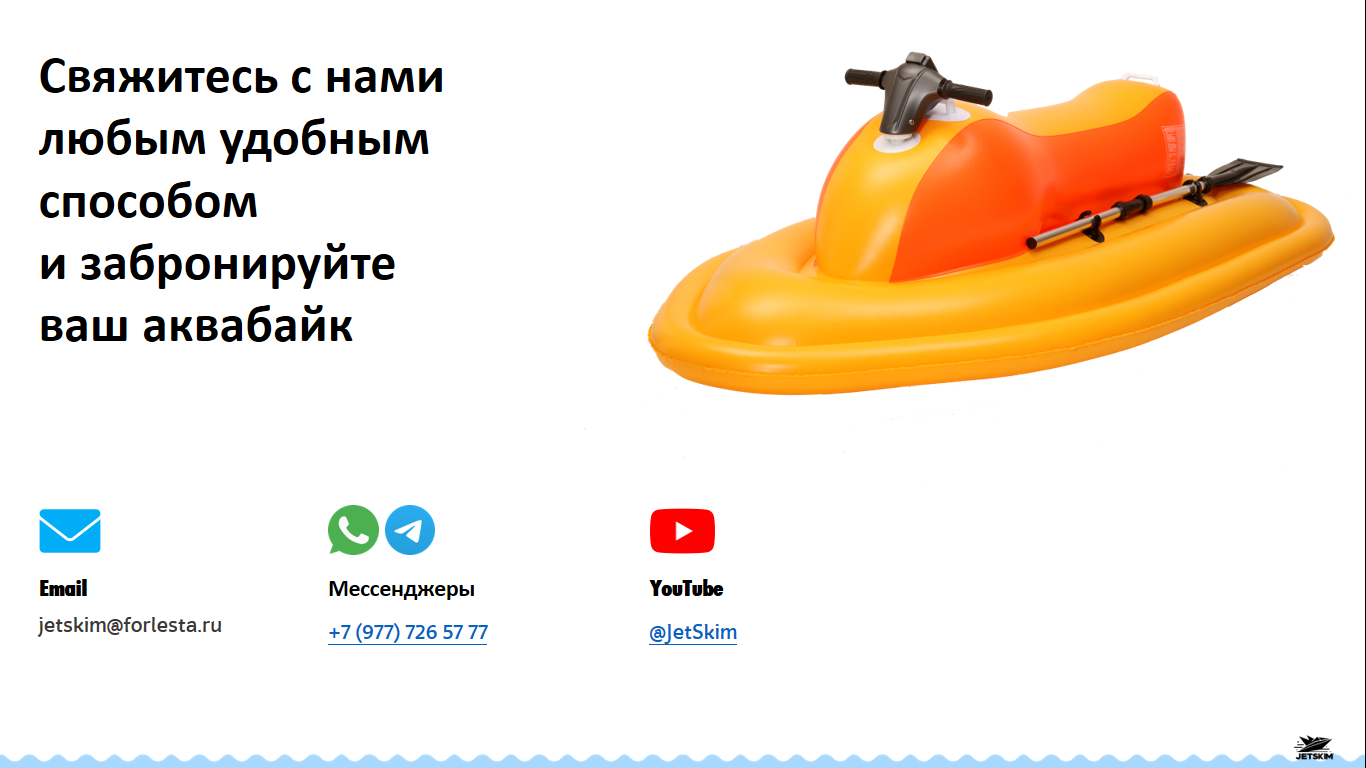 Свяжитесь с нами
любым удобным
способом
и забронируйте
ваш аквабайк
Email
jetskim@forlesta.ru
Мессенджеры
+7 (977) 726 57 77
YouTube
@JetSkim
JETSKIM